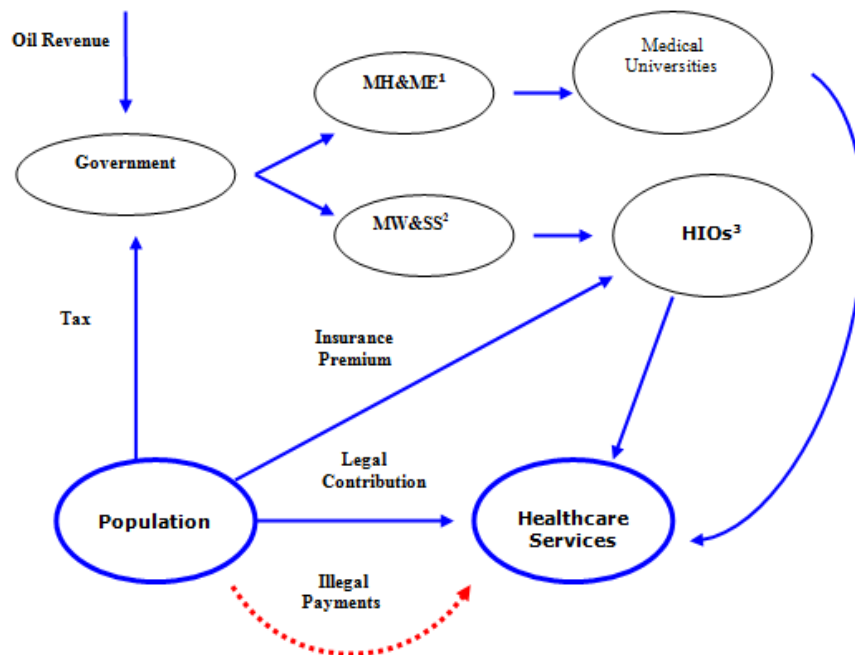 Oil Revenue
Medical
Universities
MH&ME¹
Government
MW&SS²
HIOs³
Tax
Insurance
Premium
Legal
Contribution
Population
Healthcare
Services
Illegal
Payments